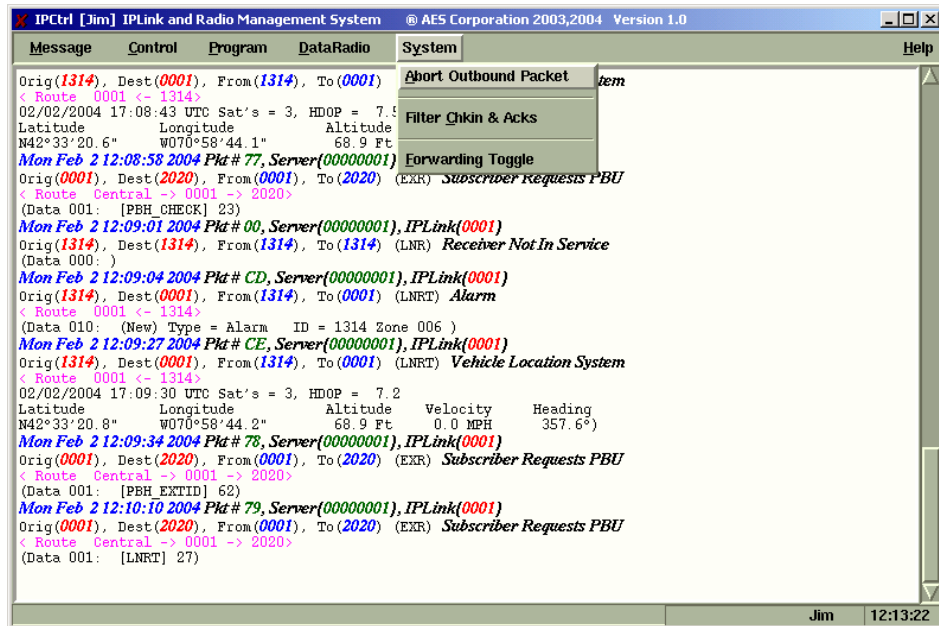 IPCtrl [Jim] IPLink and Radio Management System ® AES Corporation 2003,2004 Version 1.0
Message Control Program DataRadio System Help
Abort Outbound Packet
Filter Chkin & Acks
Forwarding Toggle
Orig(1314), Dest(0001), From(1314), To(0001) tem
< Route 0001 <- 1314>
02/02/2004 17:08:43 UTC Sat's = 3, HDOP = 7.5
Latitude Longitude Altitude
N42°33'20.6" W070°58'44.1" 68.9 Ft
Mon Feb 2 12:08:58 2004 Pkt# 77, Server{00000001}
Orig(0001), Dest(2020), From(0001), To(2020) (EXR) Subscriber Requests PBU
< Route Central -> 0001 -> 2020>
(Data 001: [PBH_CHECK] 23)
Mon Feb 2 12:09:01 2004 Pkt# 00, Server{00000001}, IPLink{0001}
Orig(1314), Dest(1314), From(1314), To(1314) (LNR) Receiver Not In Service
(Data 000: )
Mon Feb 2 12:09:04 2004 Pkt# CD, Server{00000001}, IPLink{0001}
Orig(1314), Dest(0001), From(1314), To(0001) (LNRT) Alarm
< Route 0001 <- 1314>
(Data 010: (New) Type = Alarm ID = 1314 Zone 006 )
Mon Feb 2 12:09:27 2004 Pkt# CE, Server{00000001}, IPLink{0001}
Orig(1314), Dest(0001), From(1314), To(0001) (LNRT) Vehicle Location System
< Route 0001 <- 1314>
02/02/2004 17:09:30 UTC Sat's = 3, HDOP = 7.2
Latitude Longitude Altitude Velocity Heading
N42°33'20.8" W070°58'44.2" 68.9 Ft 0.0 MPH 357.6°)
Mon Feb 2 12:09:34 2004 Pkt# 78, Server{00000001}, IPLink{0001}
Orig(0001), Dest(2020), From(0001), To(2020) (EXR) Subscriber Requests PBU
< Route Central -> 0001 -> 2020>
(Data 001: [PBH_EXTID] 62)
Mon Feb 2 12:10:10 2004 Pkt# 79, Server{00000001}, IPLink{0001}
Orig(0001), Dest(2020), From(0001), To(2020) (EXR) Subscriber Requests PBU
< Route Central -> 0001 -> 2020>
(Data 001: [LNRT] 27)
Jim 12:13:22